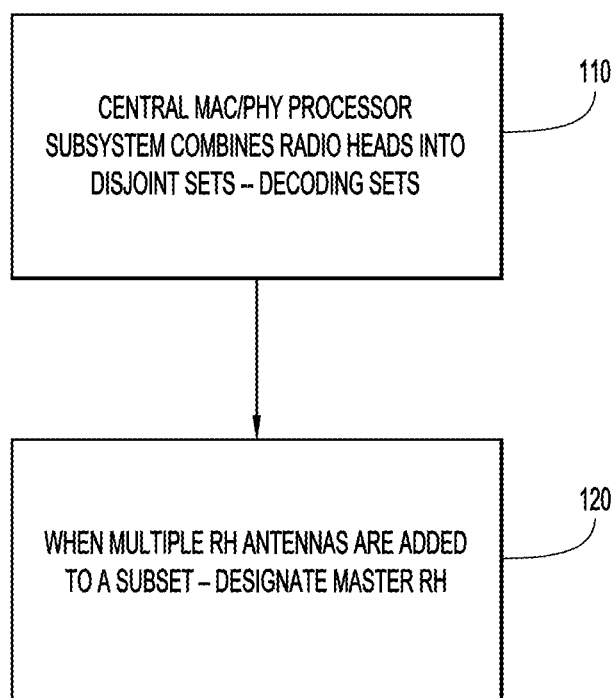 CENTRAL MAC/PHY PROCESSOR
SUBSYSTEM COMBINES RADIO HEADS INTO
DISJOINT SETS -- DECODING SETS
110
WHEN MULTIPLE RH ANTENNAS ARE ADDED
TO A SUBSET – DESIGNATE MASTER RH
120